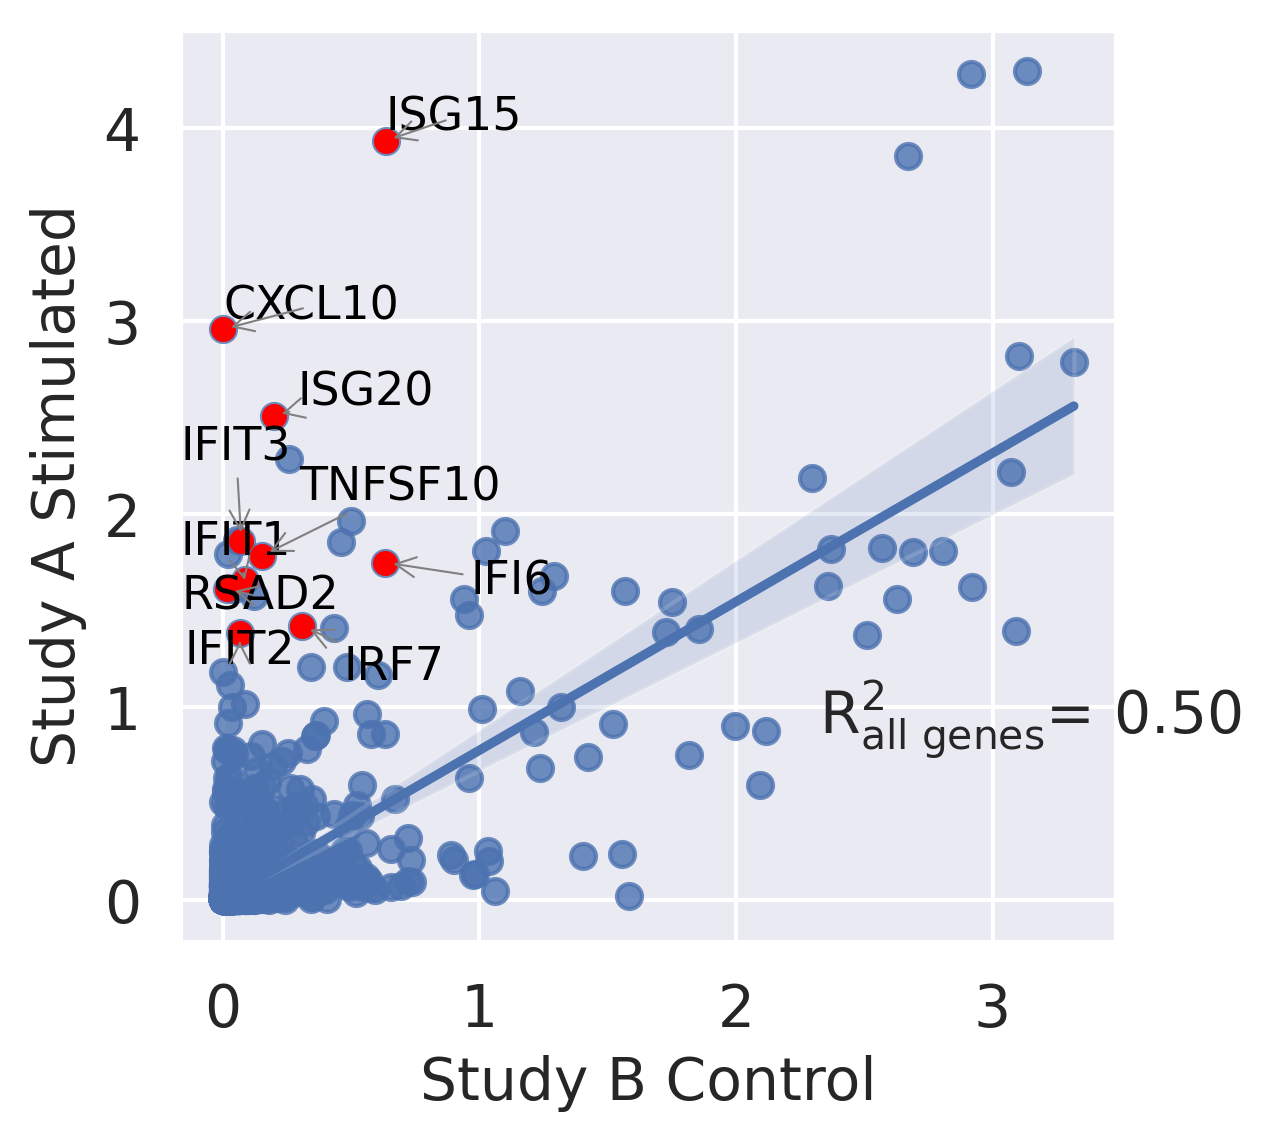 4
3
2
1
0
0 1 2 3
Study A Stimulated
Study B Control
ISG15
CXCL10
ISG20
IFIT3
TNFSF10
IFIT1
IFI6
RSAD2
IFIT2
IRF7
R²all genes = 0.50